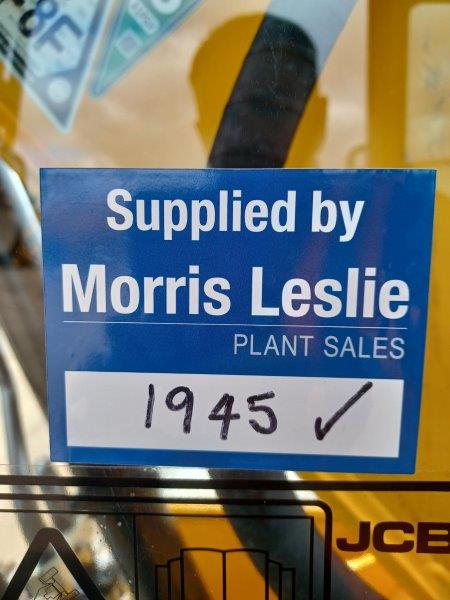 Supplied by
Morris Leslie
PLANT SALES
1945 ✓
JCB